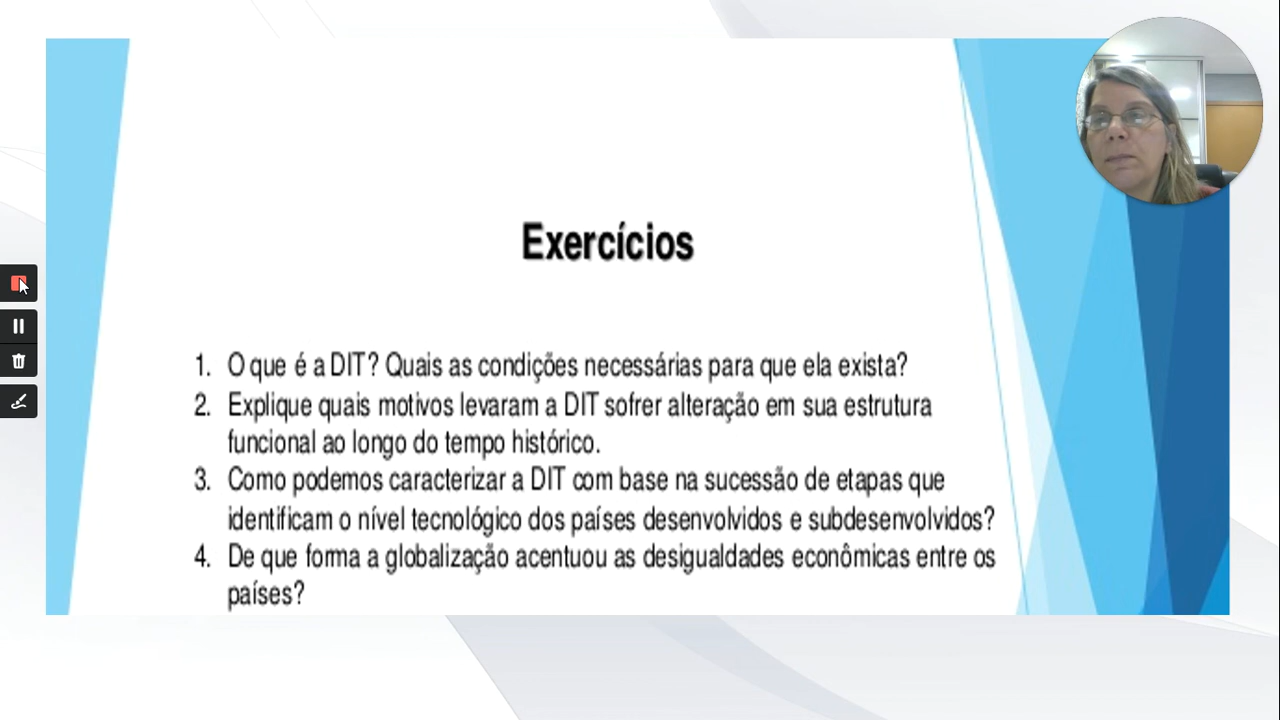 Exercícios
1. O que é a DIT? Quais as condições necessárias para que ela exista?
2. Explique quais motivos levaram a DIT sofrer alteração em sua estrutura
funcional ao longo do tempo histórico.
3. Como podemos caracterizar a DIT com base na sucessão de etapas que
identificam o nível tecnológico dos países desenvolvidos e subdesenvolvidos?
4. De que forma a globalização acentuou as desigualdades econômicas entre os
países?